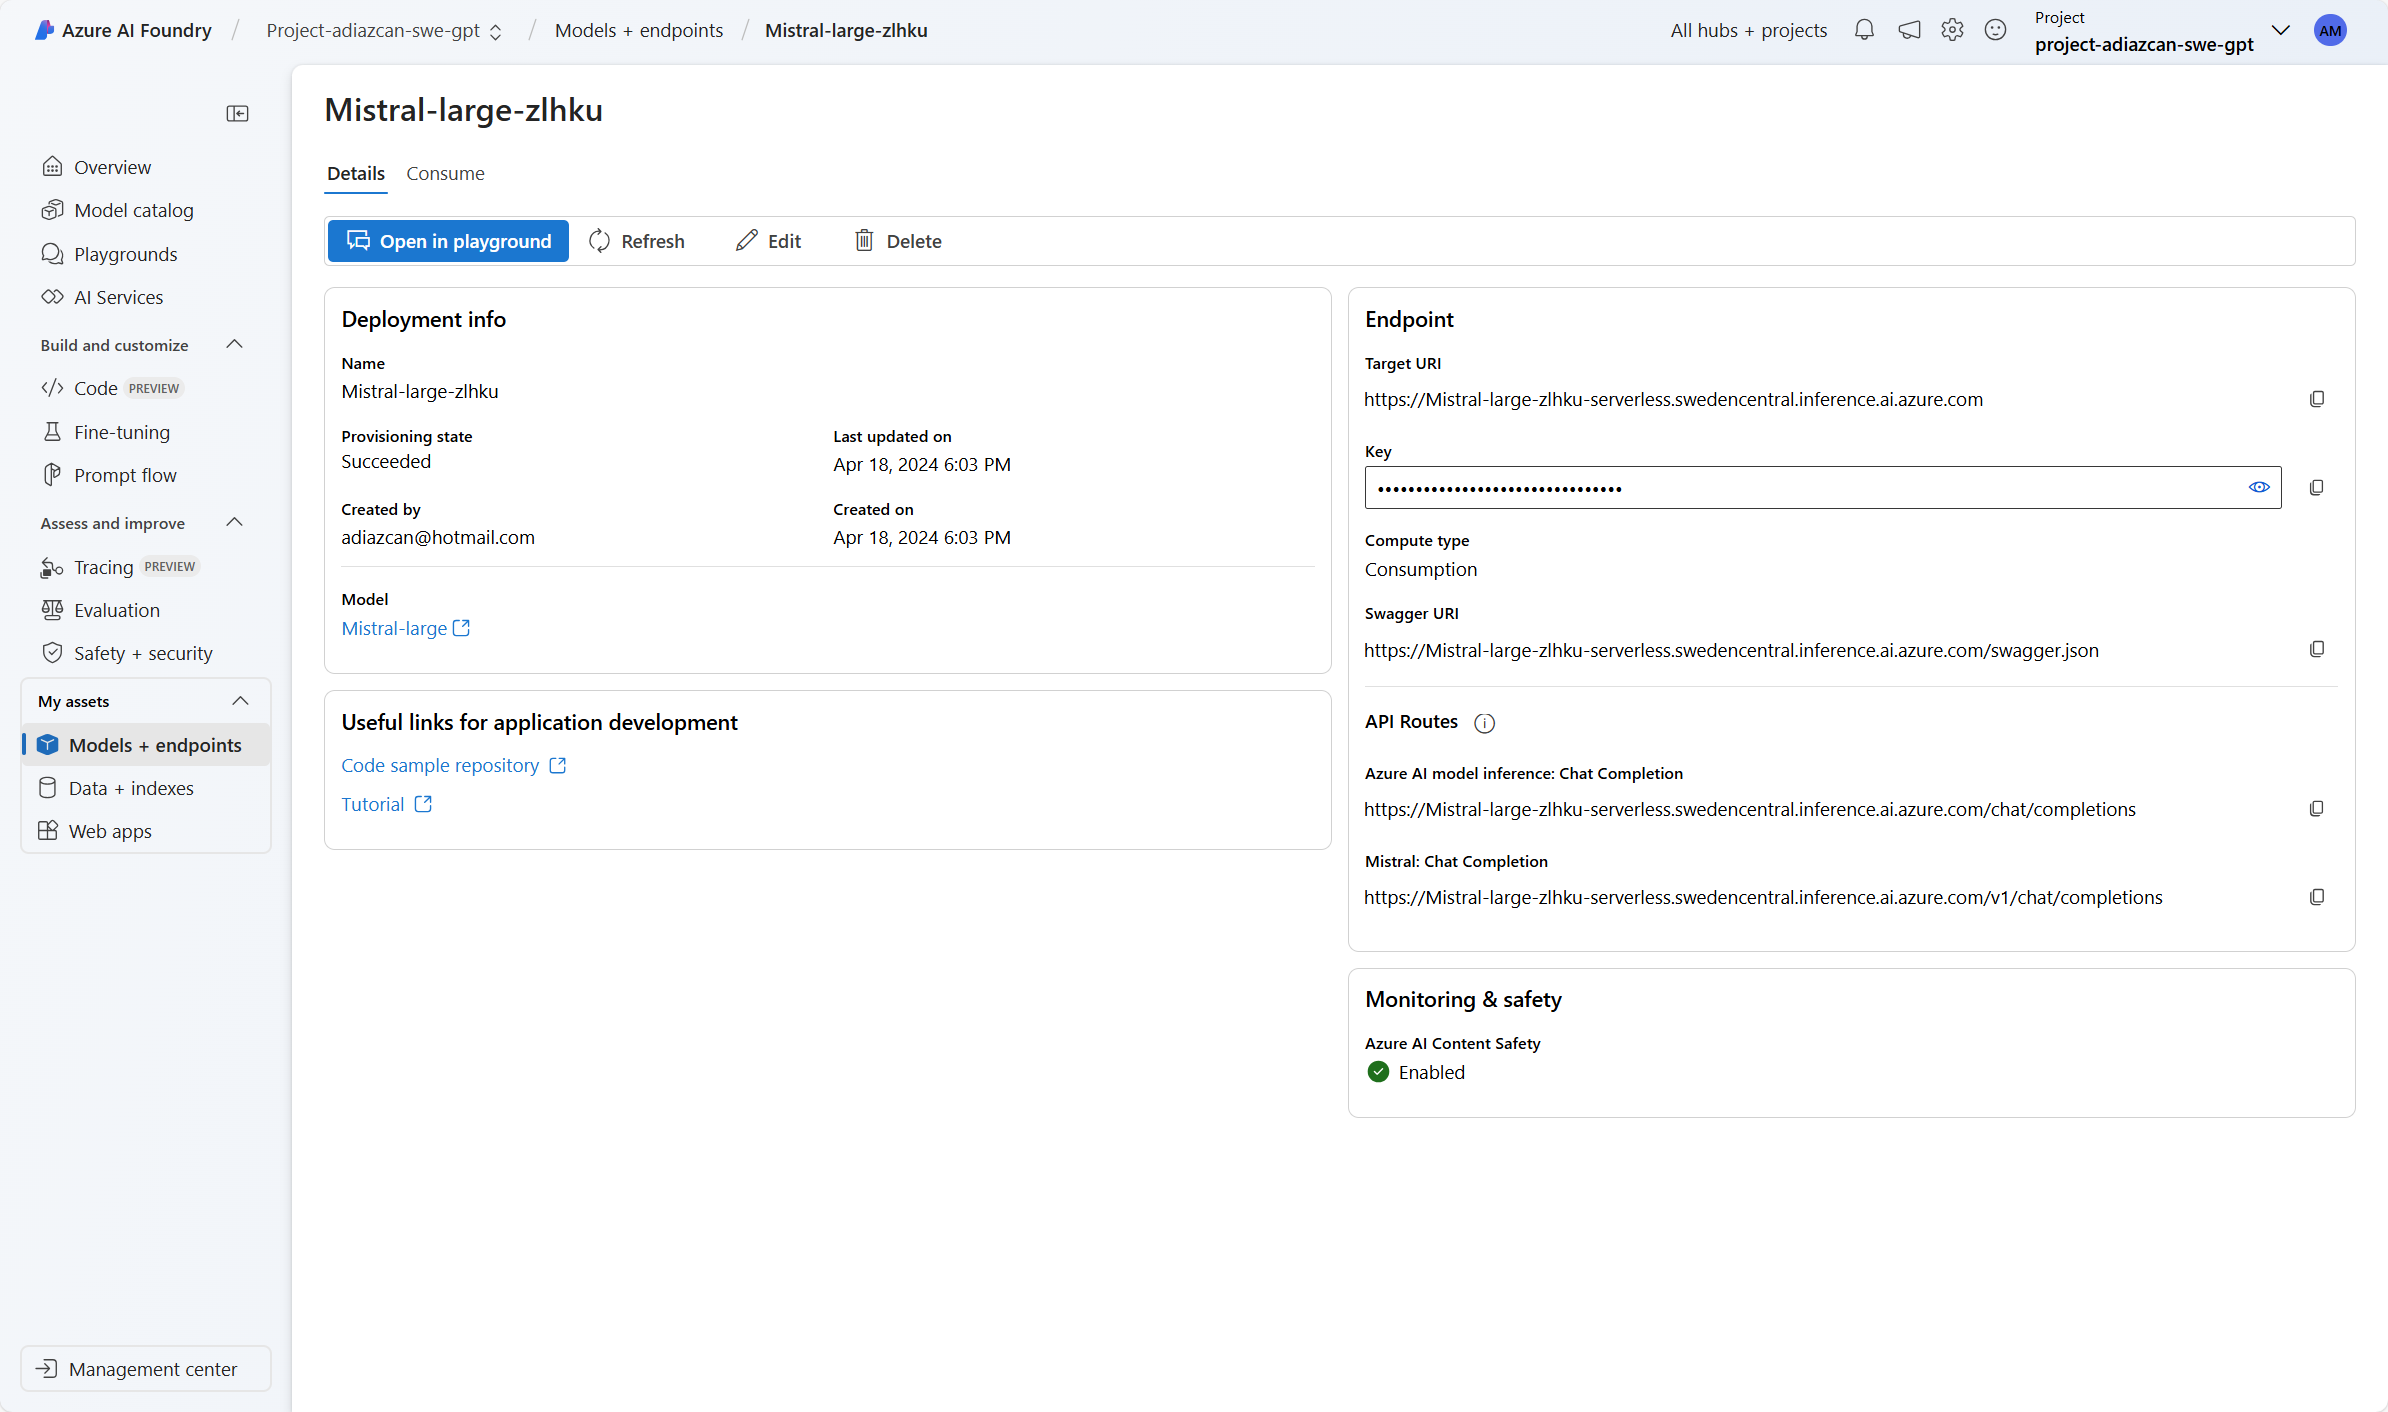 Azure AI Foundry / Project-adiazcan-swe-gpt / Models + endpoints / Mistral-large-zlhku
All hubs + projects
Project
project-adiazcan-swe-gpt
AM
Overview
Model catalog
Playgrounds
AI Services
Build and customize
Code PREVIEW
Fine-tuning
Prompt flow
Assess and improve
Tracing PREVIEW
Evaluation
Safety + security
My assets
Models + endpoints
Data + indexes
Web apps
Management center
Mistral-large-zlhku
Details Consume
Open in playground Refresh Edit Delete
Deployment info
Name
Mistral-large-zlhku
Provisioning state
Succeeded
Last updated on
Apr 18, 2024 6:03 PM
Created by
adiazcan@hotmail.com
Created on
Apr 18, 2024 6:03 PM
Model
Mistral-large
Useful links for application development
Code sample repository
Tutorial
Endpoint
Target URI
https://Mistral-large-zlhku-serverless.swedencentral.inference.ai.azure.com
Key
••••••••••••••••••••••••••••••••
Compute type
Consumption
Swagger URI
https://Mistral-large-zlhku-serverless.swedencentral.inference.ai.azure.com/swagger.json
API Routes
Azure AI model inference: Chat Completion
https://Mistral-large-zlhku-serverless.swedencentral.inference.ai.azure.com/chat/completions
Mistral: Chat Completion
https://Mistral-large-zlhku-serverless.swedencentral.inference.ai.azure.com/v1/chat/completions
Monitoring & safety
Azure AI Content Safety
Enabled